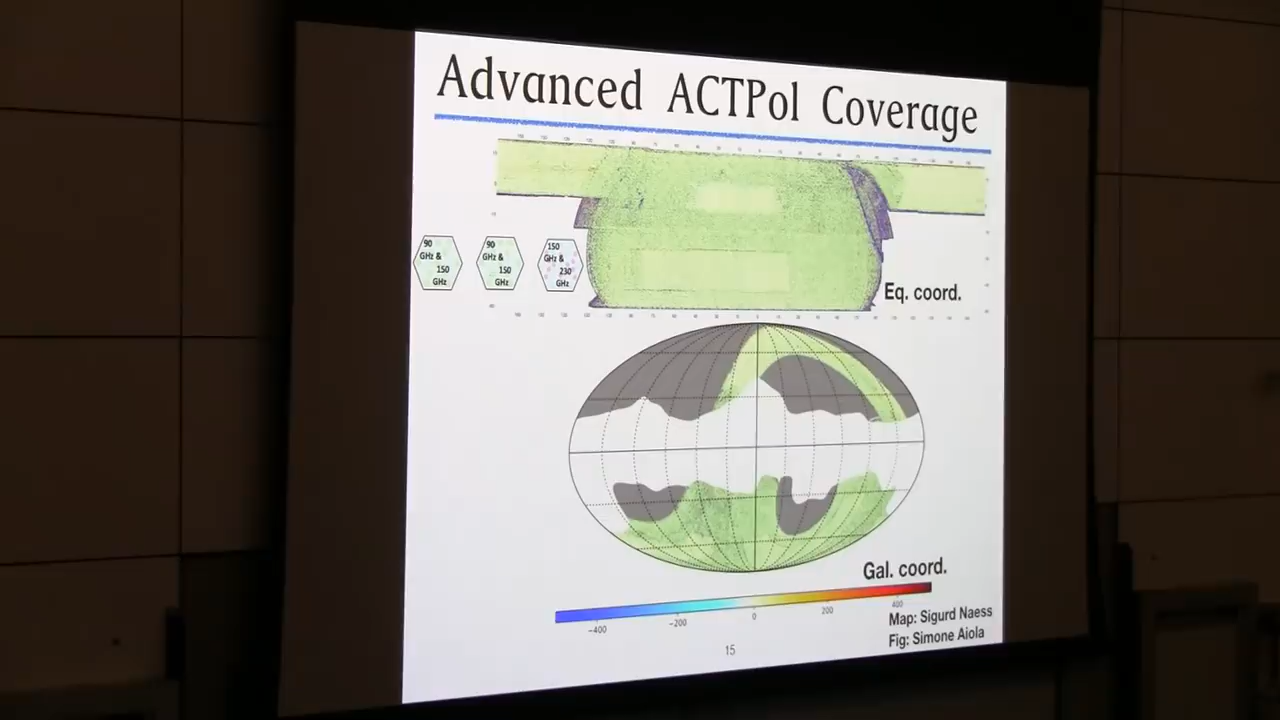 Advanced ACTPol Coverage
90
GHz &
150
GHz
90
GHz &
150
GHz
150
GHz &
230
GHz
Eq. coord.
Gal. coord.
-400
-200
0
200
400
Map: Sigurd Naess
Fig: Simone Aiola
15